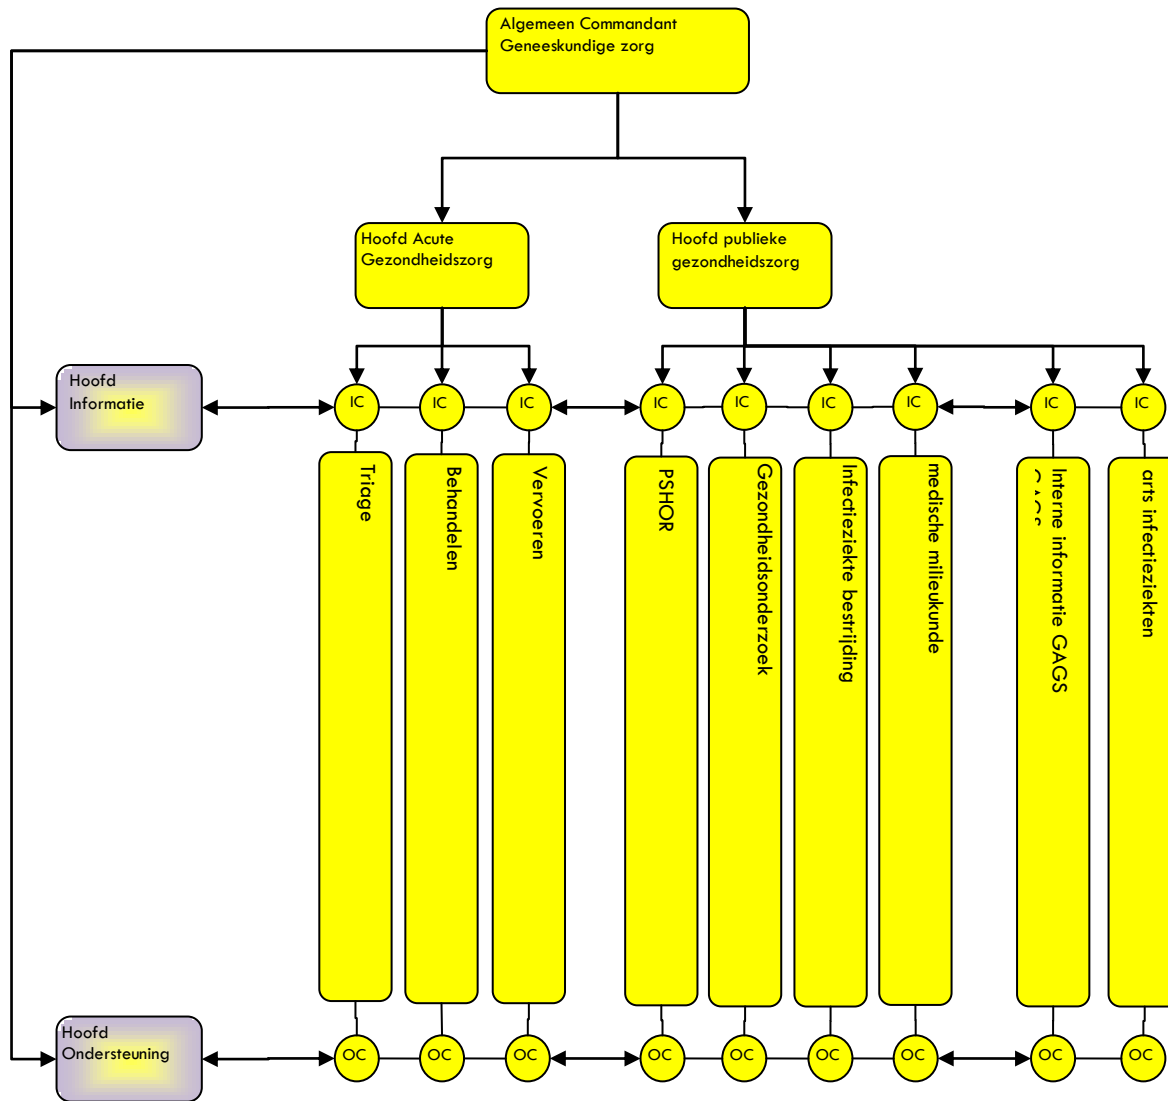 Algemeen Commandant
Geneeskundige zorg
Hoofd Acute
Gezondheidszorg
Hoofd publieke
gezondheidszorg
Hoofd
Informatie
IC
IC
IC
IC
IC
IC
IC
IC
IC
Triage
Behandelen
Vervoeren
PSHOR
Gezondheidsonderzoek
Infectieziekte bestrijding
medische milieukunde
Interne informatie GAGS
arts infectieziekten
Hoofd
Ondersteuning
OC
OC
OC
OC
OC
OC
OC
OC
OC